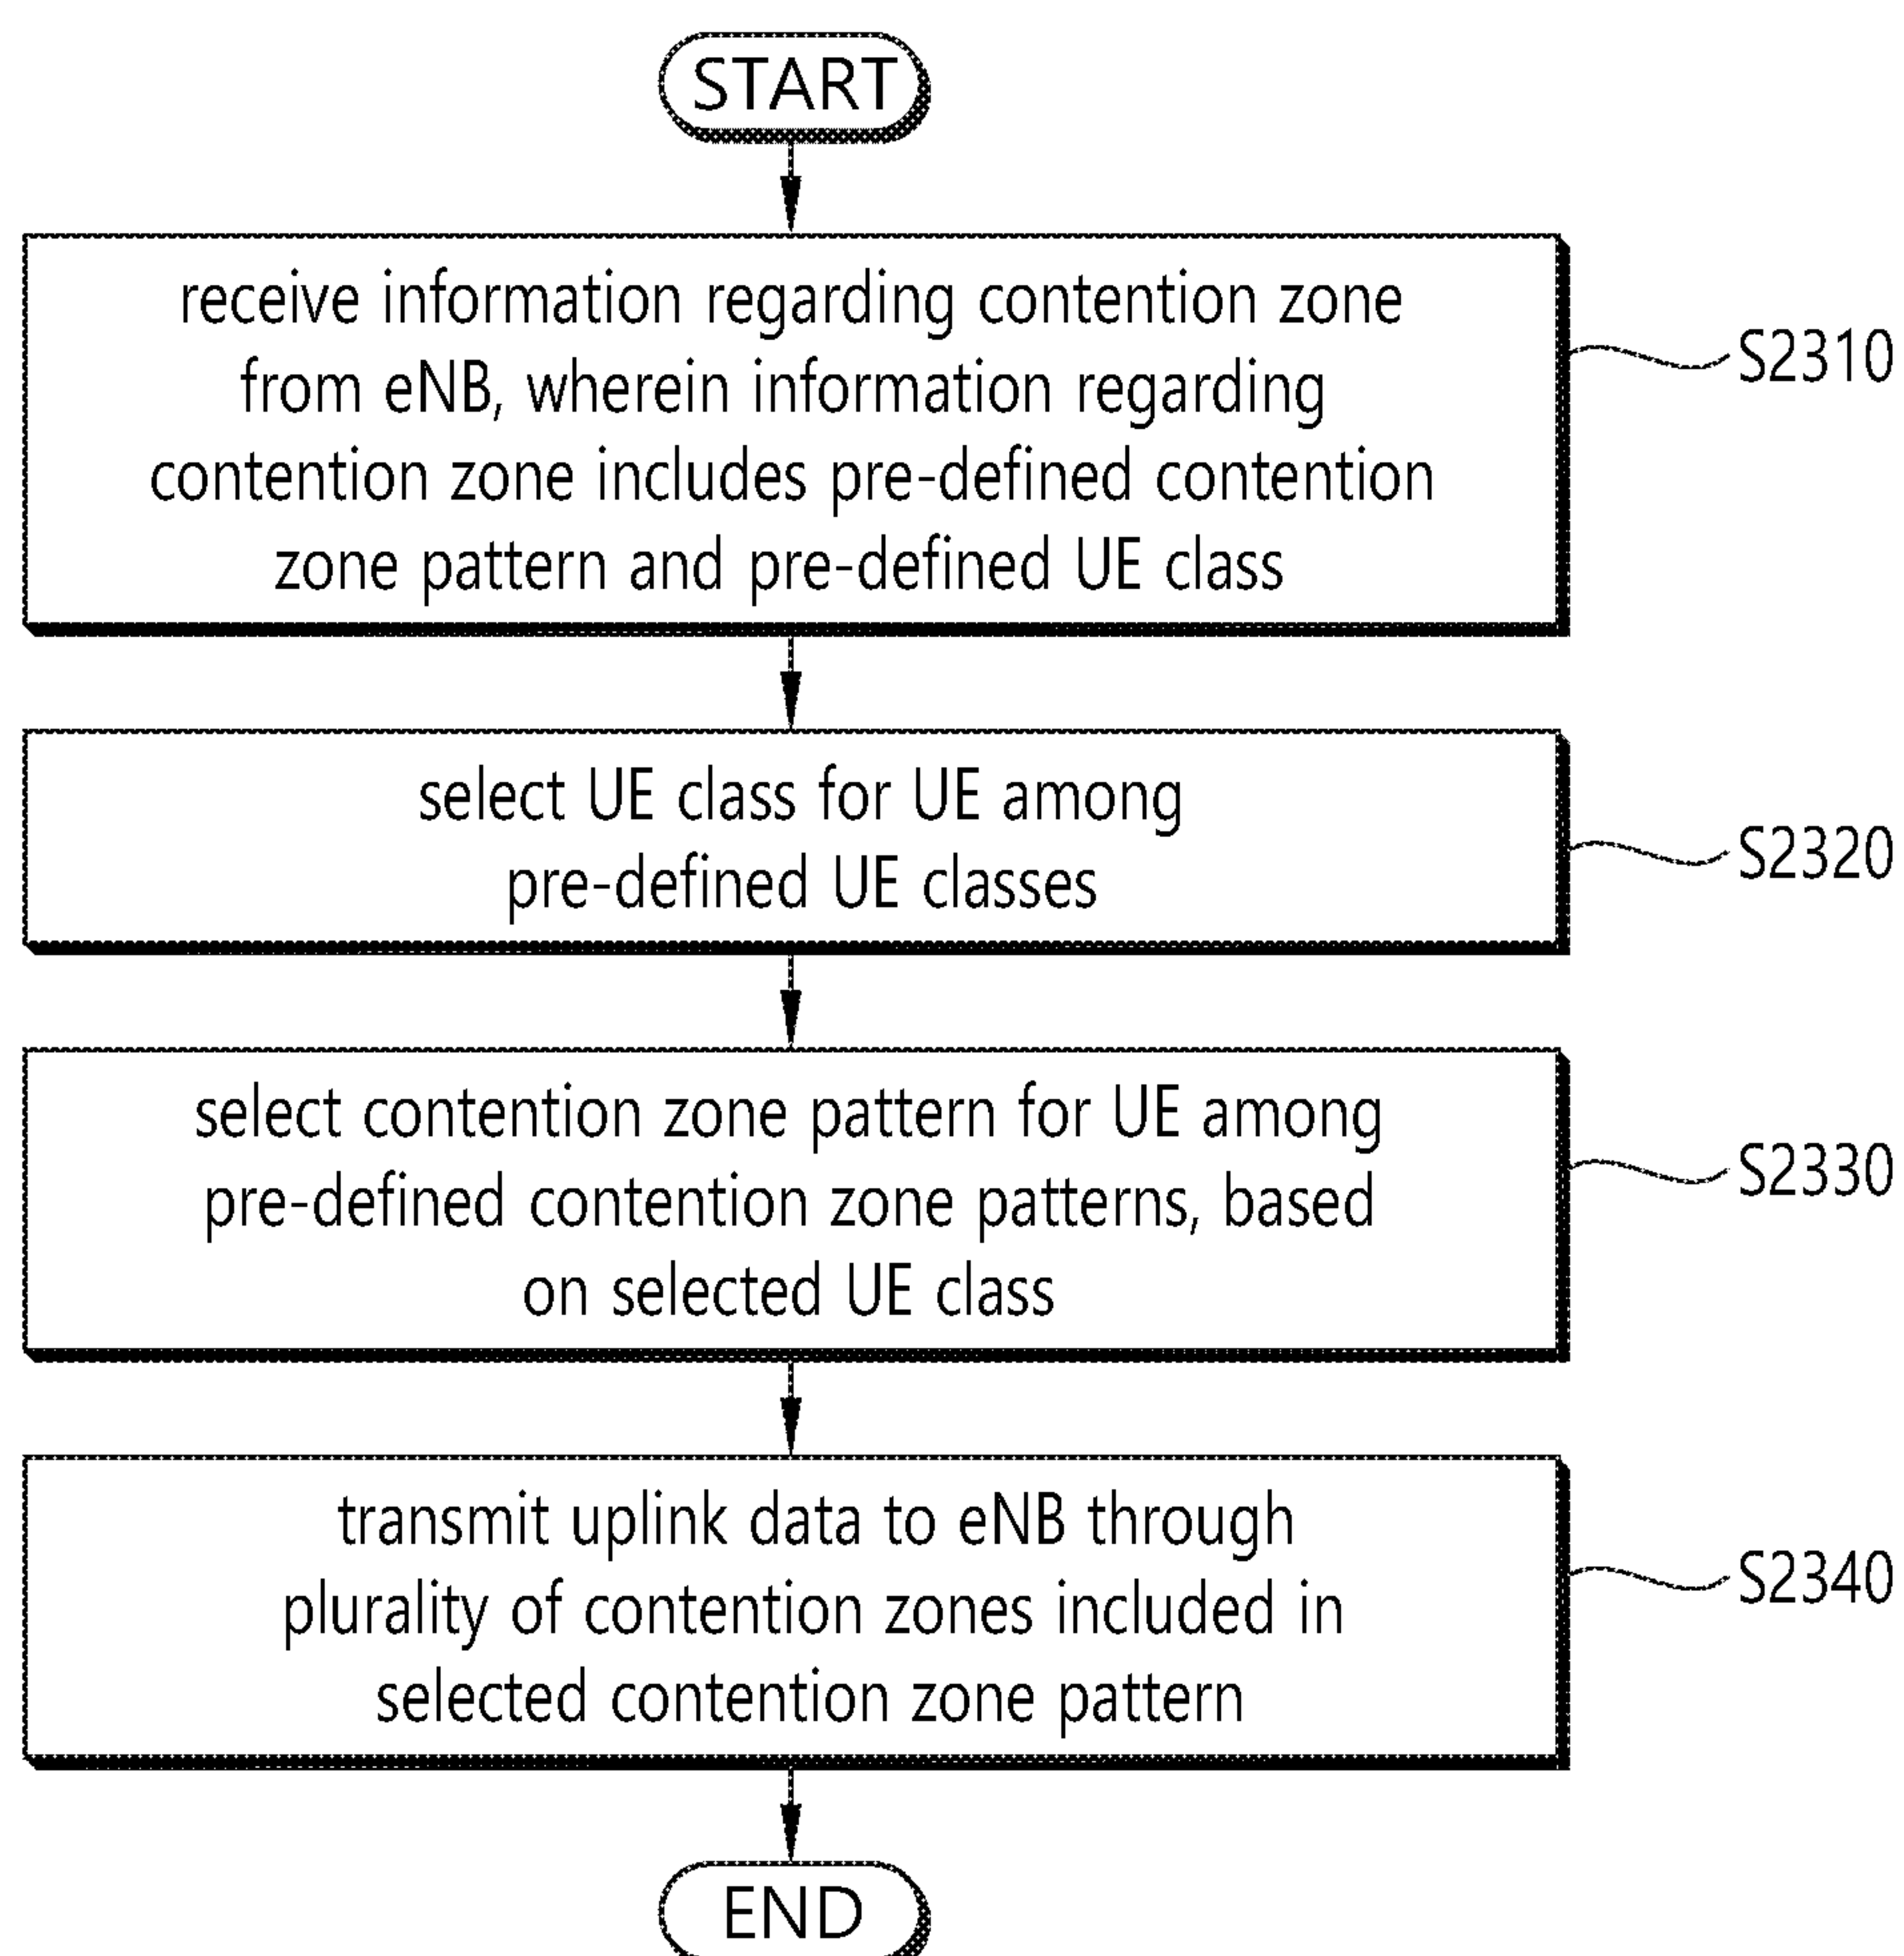 START
receive information regarding contention zone
from eNB, wherein information regarding
contention zone includes pre-defined contention
zone pattern and pre-defined UE class
S2310
select UE class for UE among
pre-defined UE classes
S2320
select contention zone pattern for UE among
pre-defined contention zone patterns, based
on selected UE class
S2330
transmit uplink data to eNB through
plurality of contention zones included in
selected contention zone pattern
S2340
END